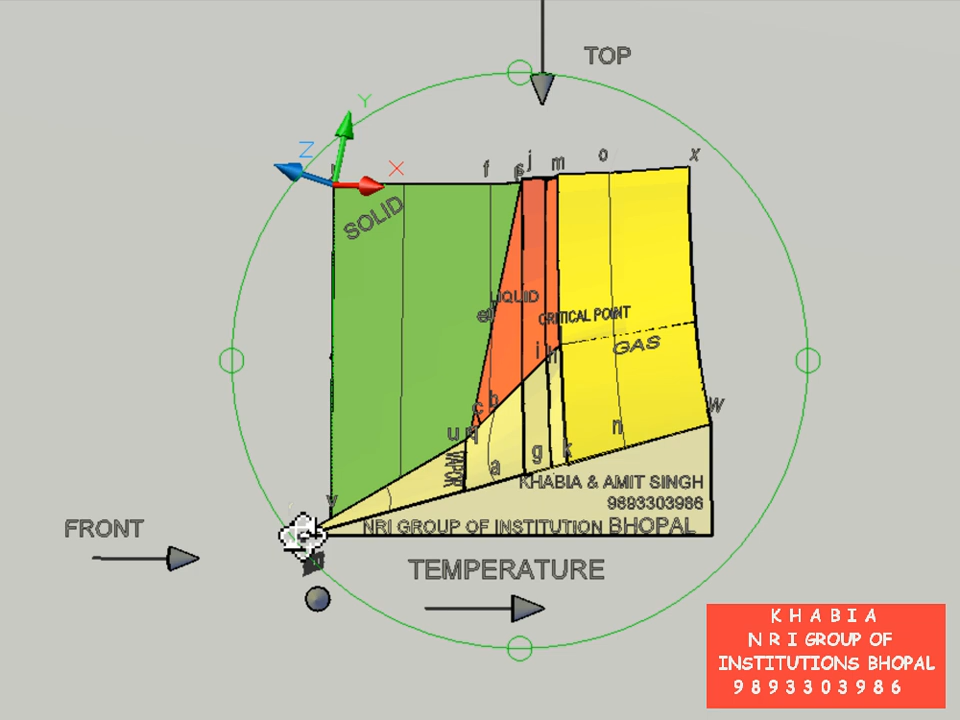 TOP
Y
Z
X
f
j
m
o
x
SOLID
LIQUID
CRITICAL POINT
GAS
i
h
c
b
w
u
q
n
VAPOR
a
g
k
v
KHABIA & AMIT SINGH
9893303986
NRI GROUP OF INSTITUTION BHOPAL
FRONT
TEMPERATURE
K H A B I A
N R I GROUP OF
INSTITUTIONS BHOPAL
9 8 9 3 3 0 3 9 8 6